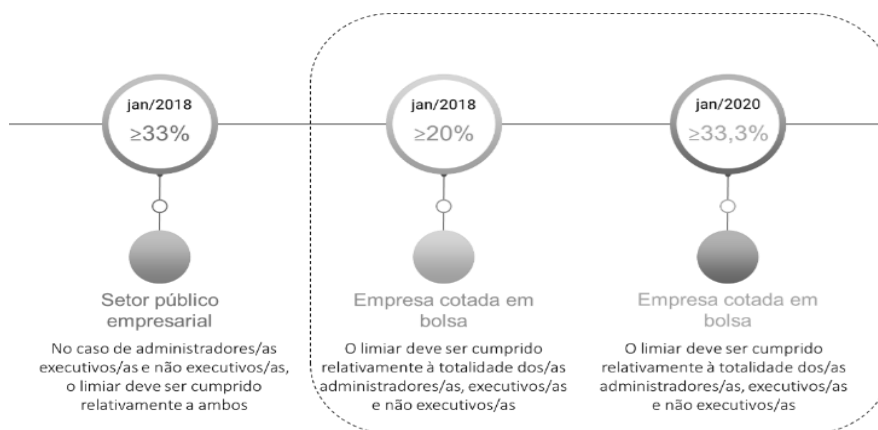 jan/2018
≥33%
Setor público
empresarial
No caso de administradores/as
executivos/as e não executivos/as,
o limiar deve ser cumprido
relativamente a ambos
jan/2018
≥20%
Empresa cotada em
bolsa
O limiar deve ser cumprido
relativamente à totalidade dos/as
administradores/as, executivos/as
e não executivos/as
jan/2020
≥33,3%
Empresa cotada em
bolsa
O limiar deve ser cumprido
relativamente à totalidade dos/as
administradores/as, executivos/as
e não executivos/as